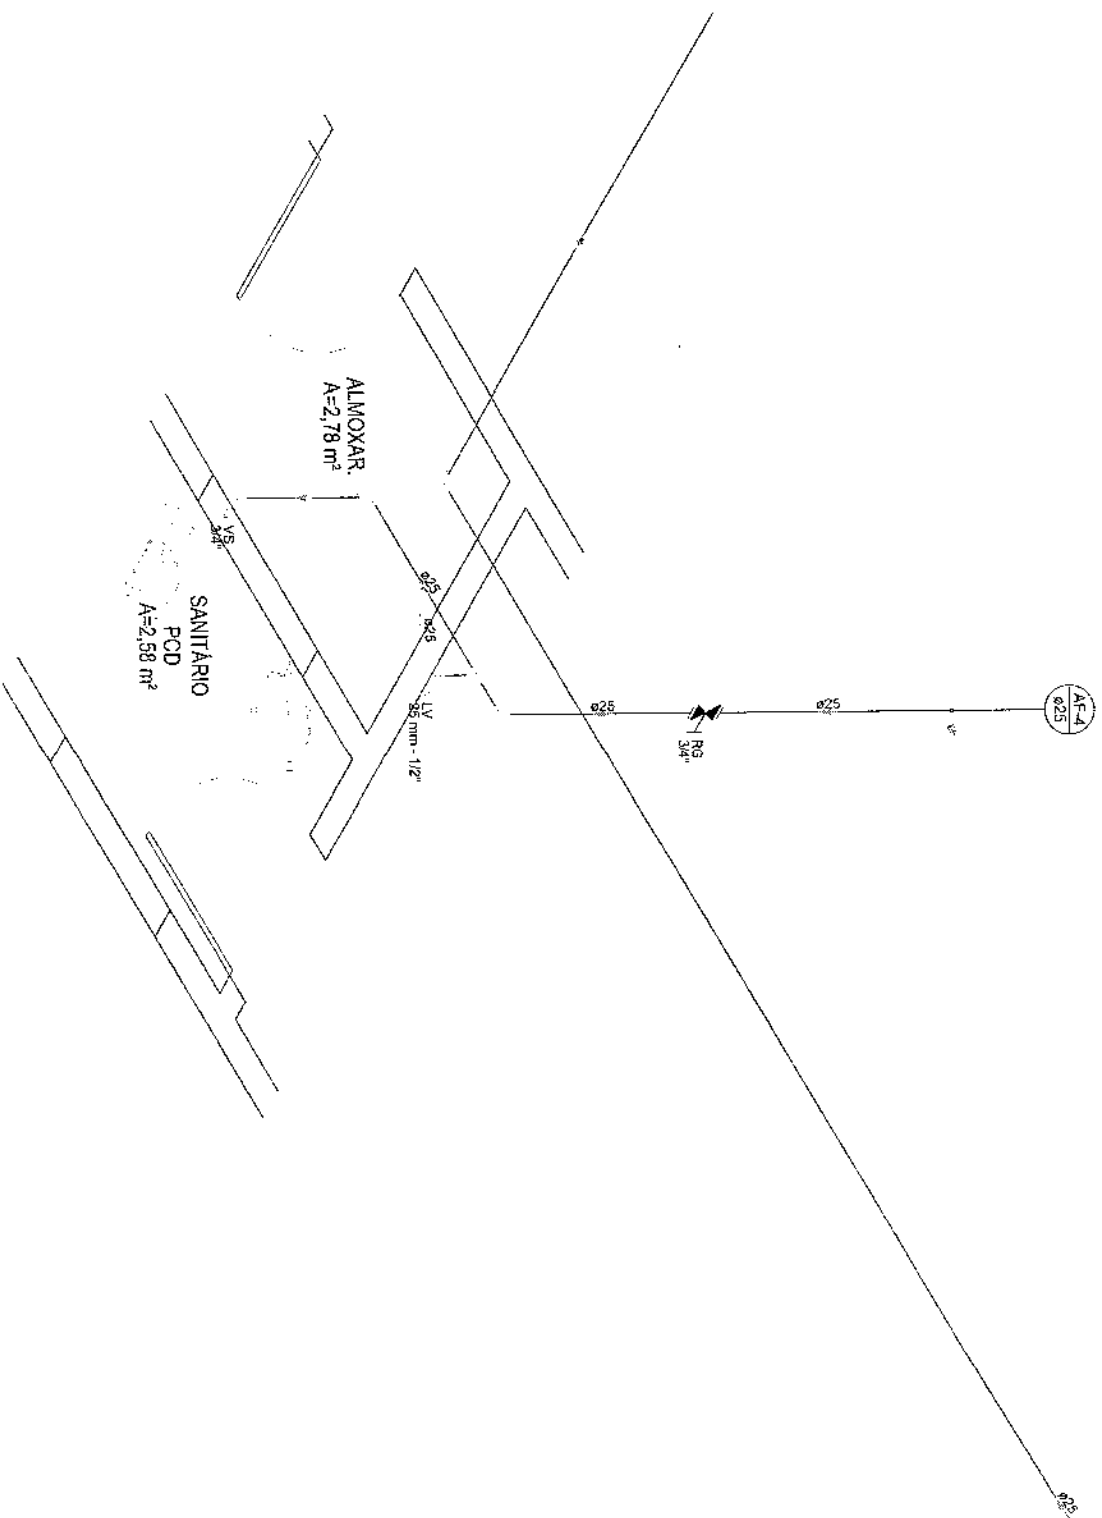 AF-4
ø25
ø25
RG
3/4"
ø25
ø25
ø25
LV
25 mm - 1/2"
ALMOXAR.
A=2,78 m²
VS
3/4"
SANITÁRIO
PCD
A=2,58 m²
ø25